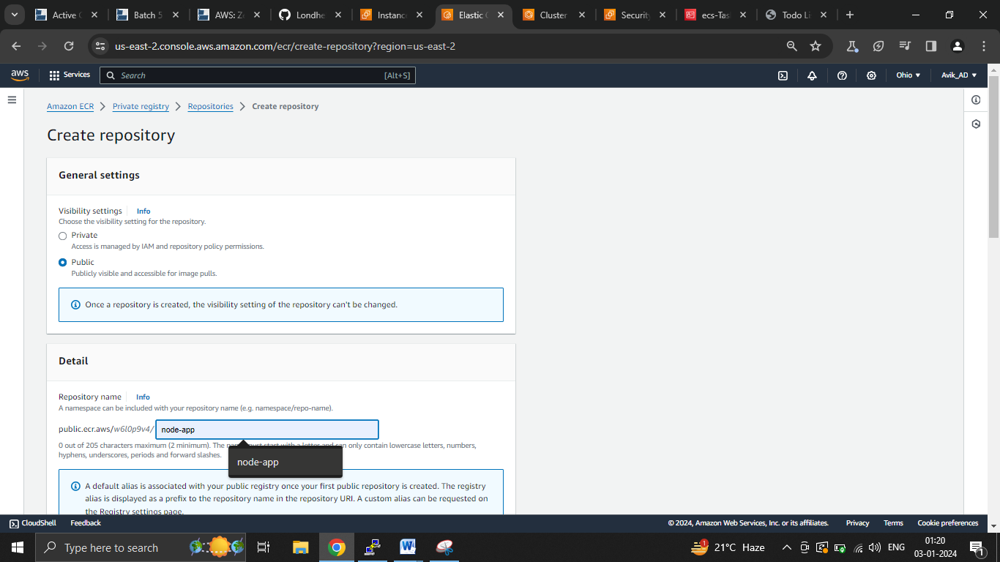 Active
Batch 5
AWS: Z
Londhe
Instanc
Elastic
Cluster
Security
ecs-Tas
Todo Li
us-east-2.console.aws.amazon.com/ecr/create-repository?region=us-east-2
aws
Services
Search
[Alt+S]
Ohio
Avik_AD
Amazon ECR
Private registry
Repositories
Create repository
Create repository
General settings
Visibility settings
Info
Choose the visibility setting for the repository.
Private
Access is managed by IAM and repository policy permissions.
Public
Publicly visible and accessible for image pulls.
Once a repository is created, the visibility setting of the repository can't be changed.
Detail
Repository name
Info
A namespace can be included with your repository name (e.g. namespace/repo-name).
public.ecr.aws/w6l0p9v4/
node-app
0 out of 205 characters maximum (2 minimum). The name must start with a letter and can only contain lowercase letters, numbers,
hyphens, underscores, periods and forward slashes.
node-app
A default alias is associated with your public registry once your first public repository is created. The registry
alias is displayed as a prefix to the repository name in the repository URI. A custom alias can be requested on
the Registry settings page.
CloudShell
Feedback
© 2024, Amazon Web Services, Inc. or its affiliates.
Privacy
Terms
Cookie preferences
Type here to search
1
21°C Haze
ENG
01:20
03-01-2024
1